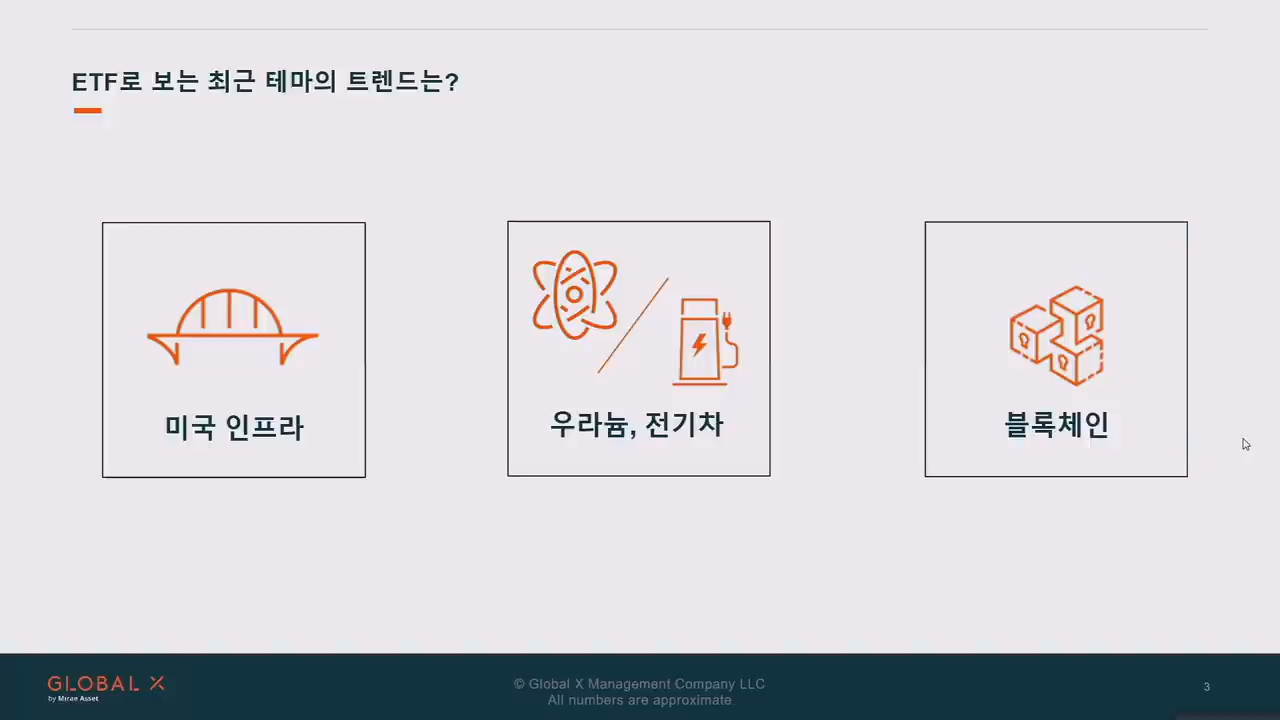 ETF로 보는 최근 테마의 트렌드는?
미국 인프라
우라늄, 전기차
블록체인
GLOBAL X
by Mirae Asset
© Global X Management Company LLC
All numbers are approximate
3